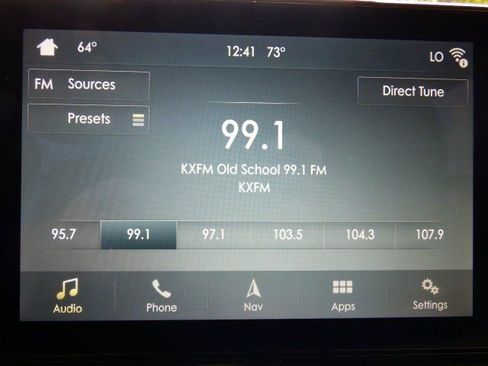 64° 12:41 73° LO
FM Sources
Direct Tune
Presets
99.1
KXFM Old School 99.1 FM
KXFM
95.7 99.1 97.1 103.5 104.3 107.9
Audio Phone Nav Apps Settings